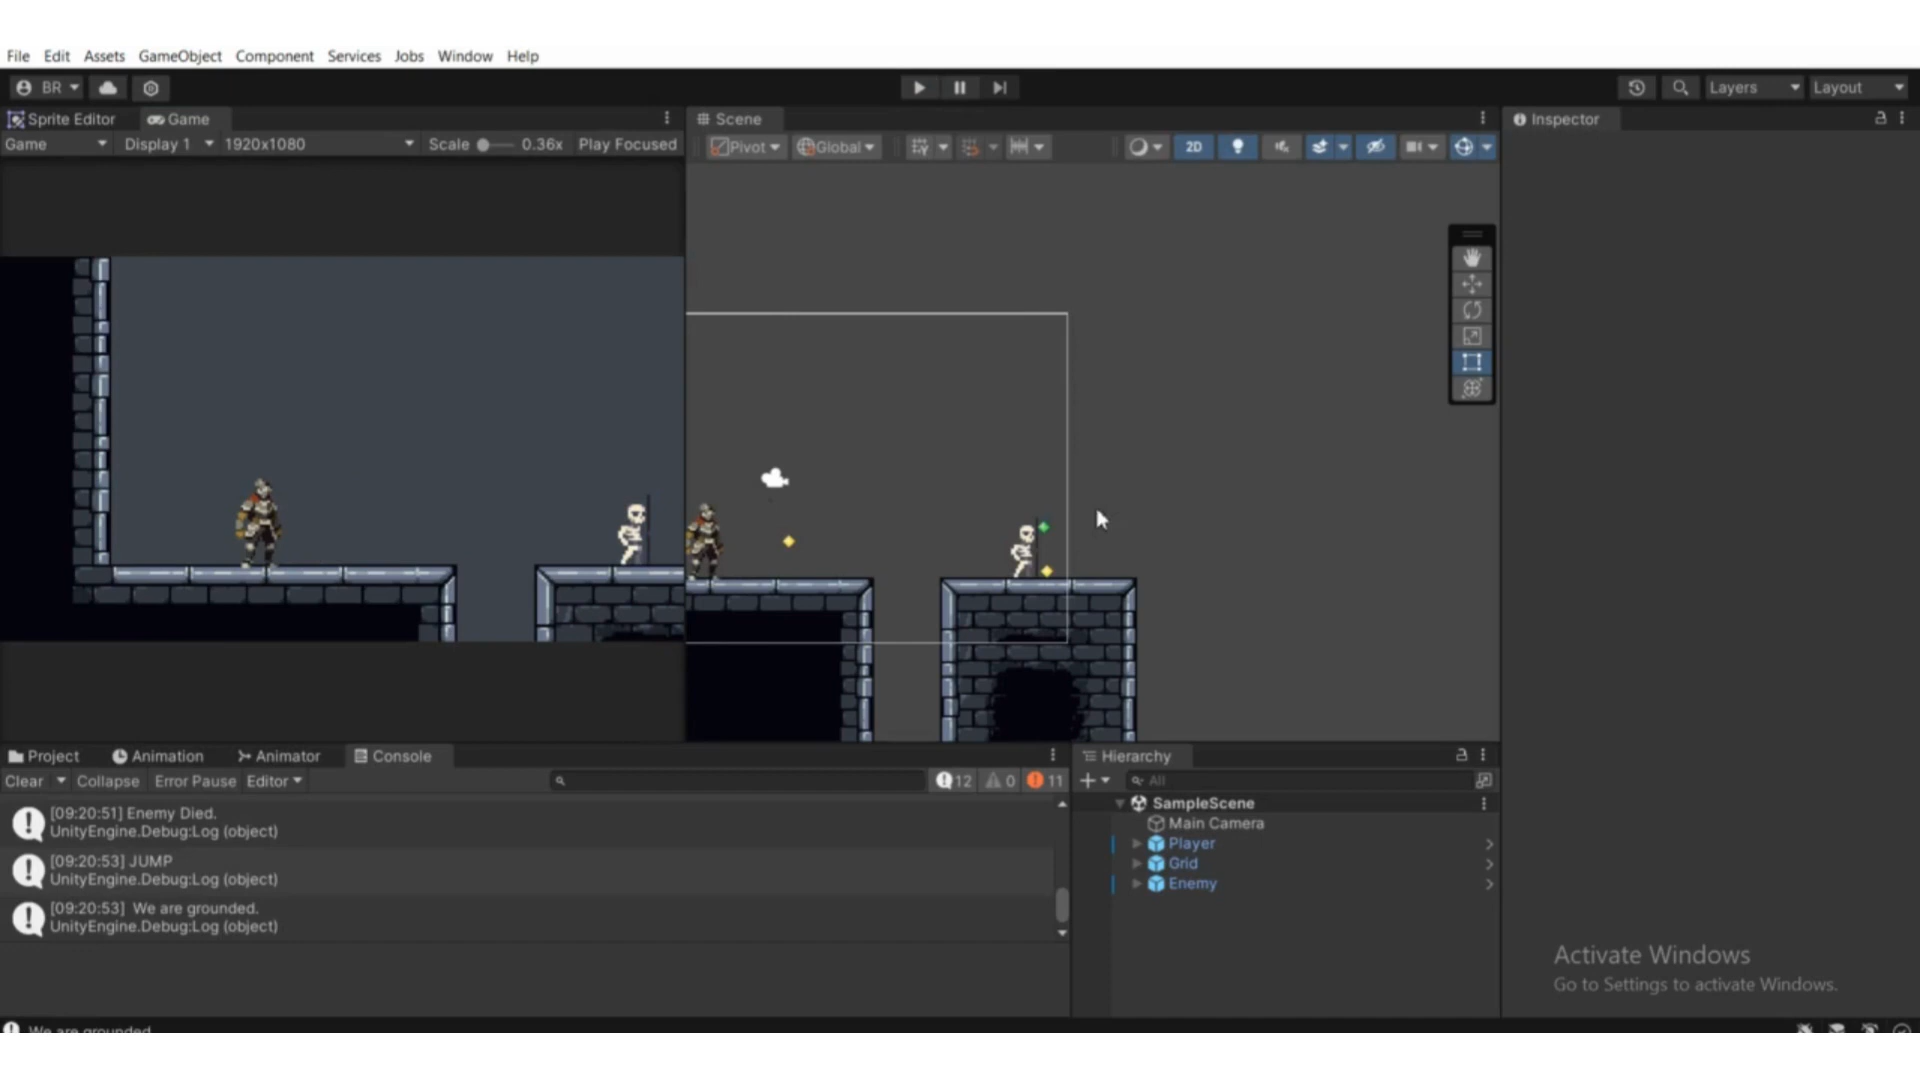 File Edit Assets GameObject Component Services Jobs Window Help
BR Layers Layout
Sprite Editor Game Scene Inspector
Game Display 1 1920x1080 Scale 0.36x Play Focused Pivot Global 2D
Project Animation Animator Console Hierarchy
Clear Collapse Error Pause Editor 12 0 11 All
[09:20:51] Enemy Died.
UnityEngine.Debug:Log (object)
[09:20:53] JUMP
UnityEngine.Debug:Log (object)
[09:20:53] We are grounded.
UnityEngine.Debug:Log (object)
SampleScene
Main Camera
Player
Grid
Enemy
Activate Windows
Go to Settings to activate Windows.
We are grounded